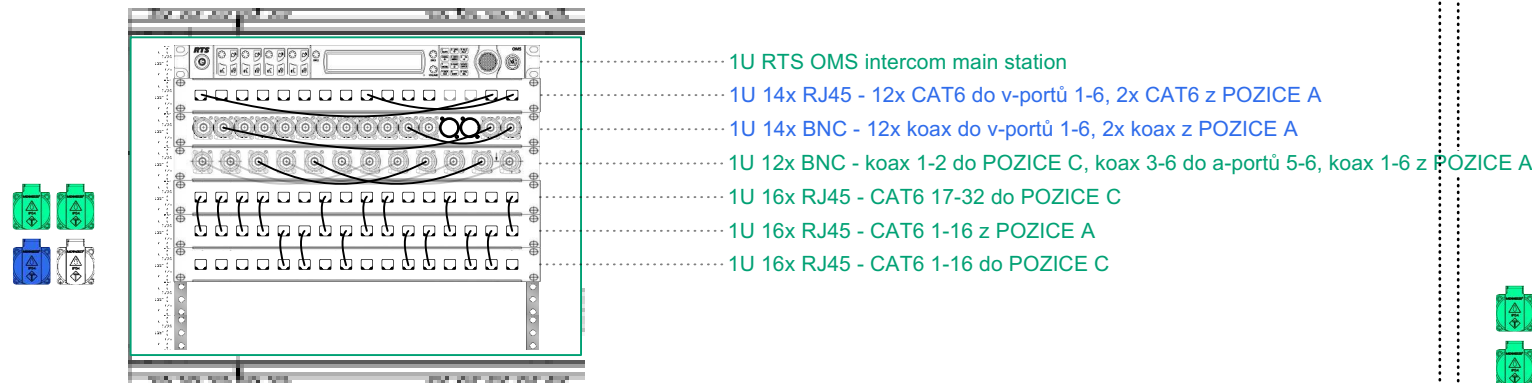 RTS
OMS
1U RTS OMS intercom main station
1U 14x RJ45 - 12x CAT6 do v-portů 1-6, 2x CAT6 z POZICE A
1U 14x BNC - 12x koax do v-portů 1-6, 2x koax z POZICE A
1U 12x BNC - koax 1-2 do POZICE C, koax 3-6 do a-portů 5-6, koax 1-6 z POZICE A
1U 16x RJ45 - CAT6 17-32 do POZICE C
1U 16x RJ45 - CAT6 1-16 z POZICE A
1U 16x RJ45 - CAT6 1-16 do POZICE C